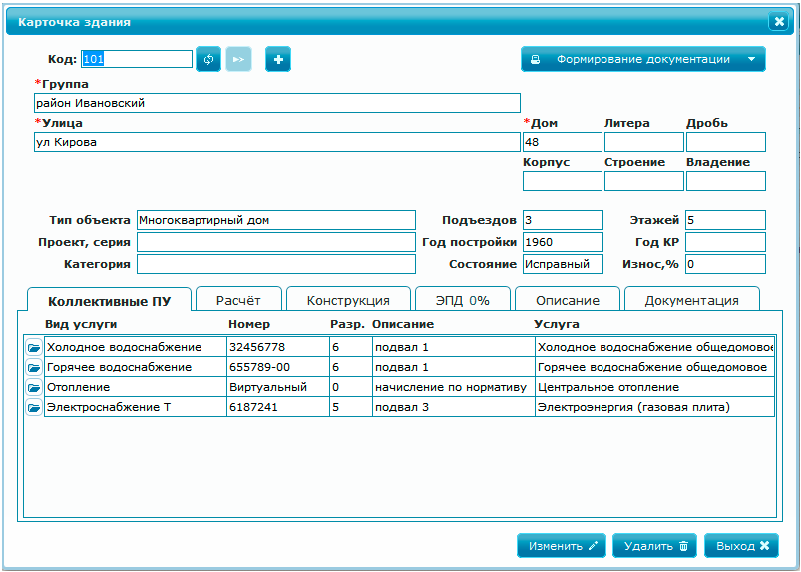 Карточка здания
Код: 101
Формирование документации
*Группа
район Ивановский
*Улица *Дом Литера Дробь
ул Кирова 48
Корпус Строение Владение
Тип объекта Многоквартирный дом Подъездов 3 Этажей 5
Проект, серия Год постройки 1960 Год КР
Категория Состояние Исправный Износ,% 0
Коллективные ПУ Расчёт Конструкция ЭПД 0% Описание Документация
Вид услуги Номер Разр. Описание Услуга
Холодное водоснабжение 32456778 6 подвал 1 Холодное водоснабжение общедомовое
Горячее водоснабжение 655789-00 6 подвал 1 Горячее водоснабжение общедомовое
Отопление Виртуальный 0 начисление по нормативу Центральное отопление
Электроснабжение Т 6187241 5 подвал 3 Электроэнергия (газовая плита)
Изменить Удалить Выход